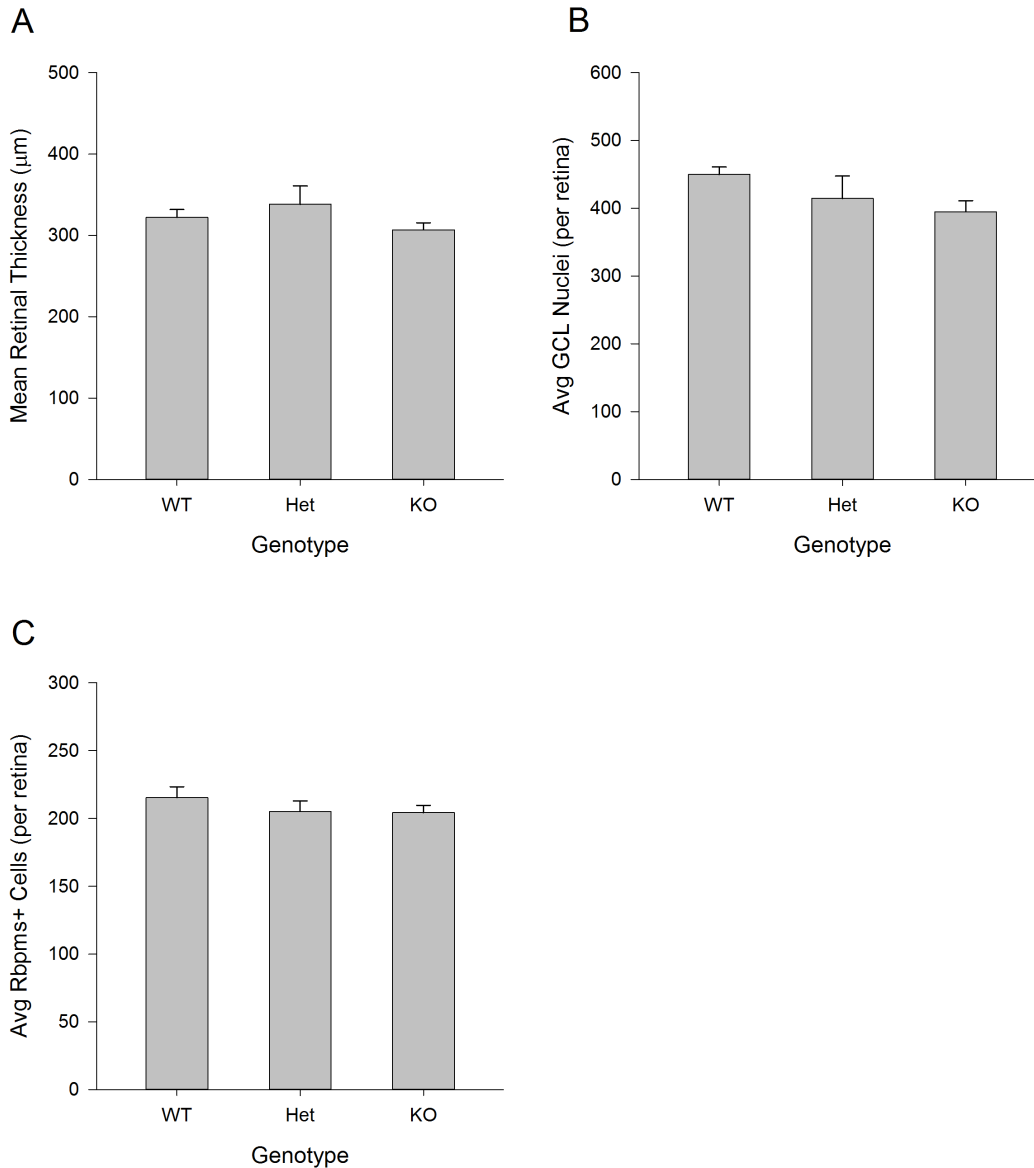 A
Mean Retinal Thickness (μm)
500
400
300
200
100
0
WT Het KO
Genotype
B
Avg GCL Nuclei (per retina)
600
500
400
300
200
100
0
WT Het KO
Genotype
C
Avg Rbpms+ Cells (per retina)
300
250
200
150
100
50
0
WT Het KO
Genotype